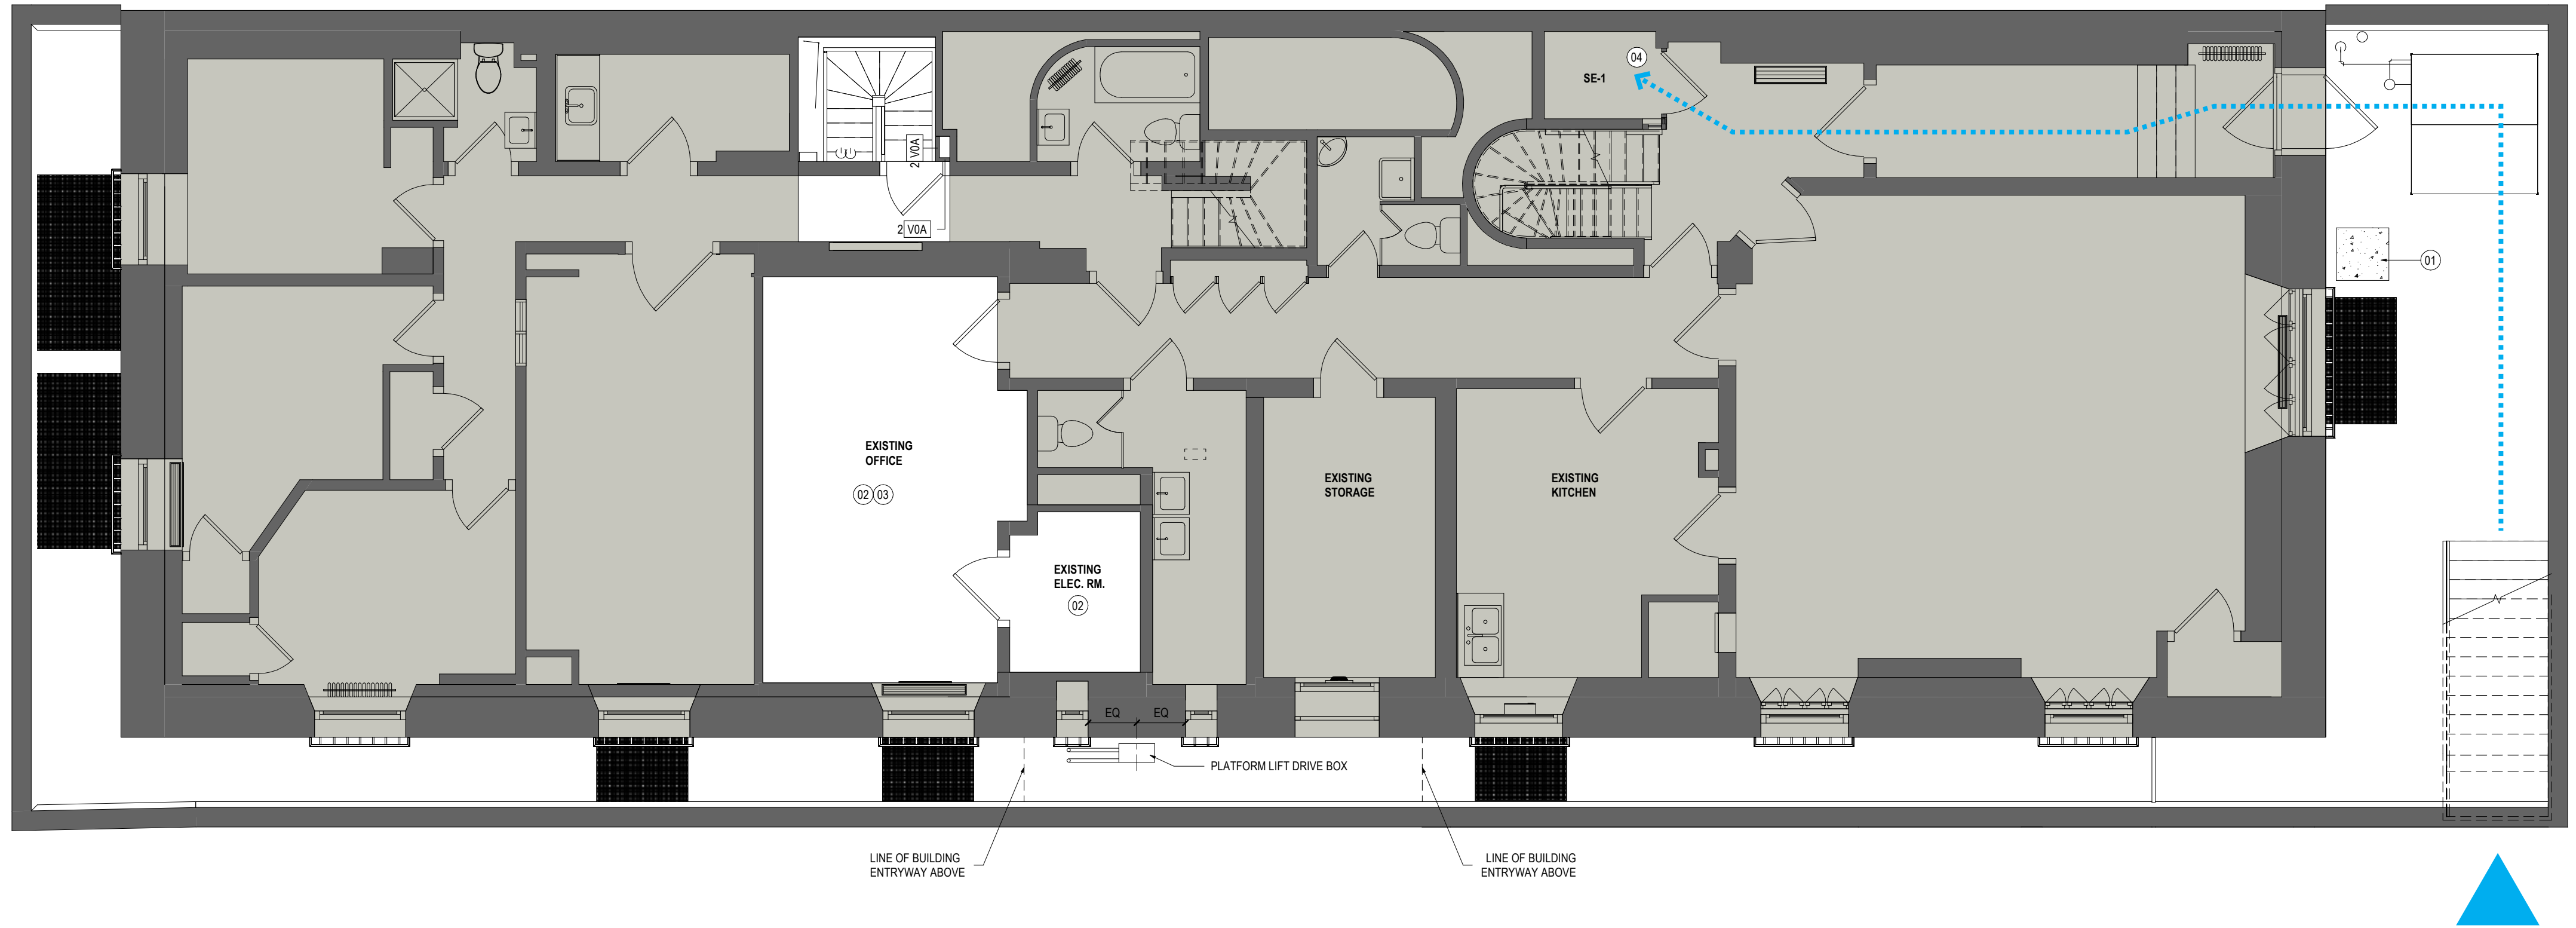 04
SE-1
2 V0A
2 V0A
01
EXISTING
OFFICE
02 03
EXISTING
STORAGE
EXISTING
KITCHEN
EXISTING
ELEC. RM.
02
EQ EQ
PLATFORM LIFT DRIVE BOX
LINE OF BUILDING
ENTRYWAY ABOVE
LINE OF BUILDING
ENTRYWAY ABOVE